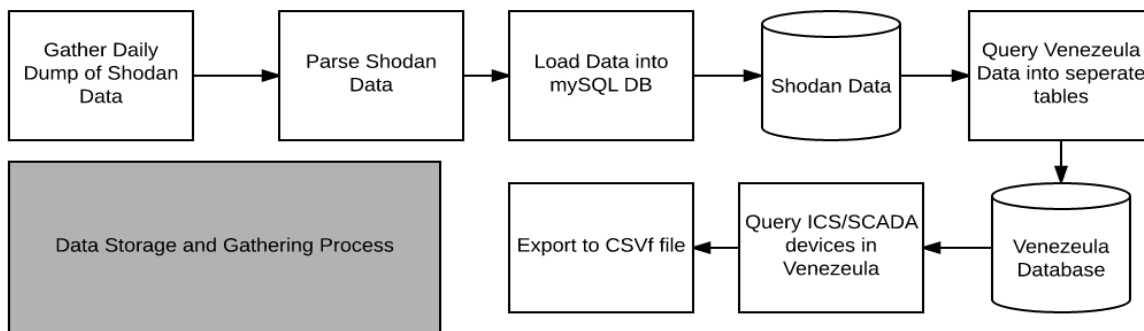 Gather Daily
Dump of Shodan
Data
Parse Shodan
Data
Load Data into
mySQL DB
Shodan Data
Query Venezeula
Data into seperate
tables
Data Storage and Gathering Process
Export to CSVf file
Query ICS/SCADA
devices in
Venezeula
Venezeula
Database